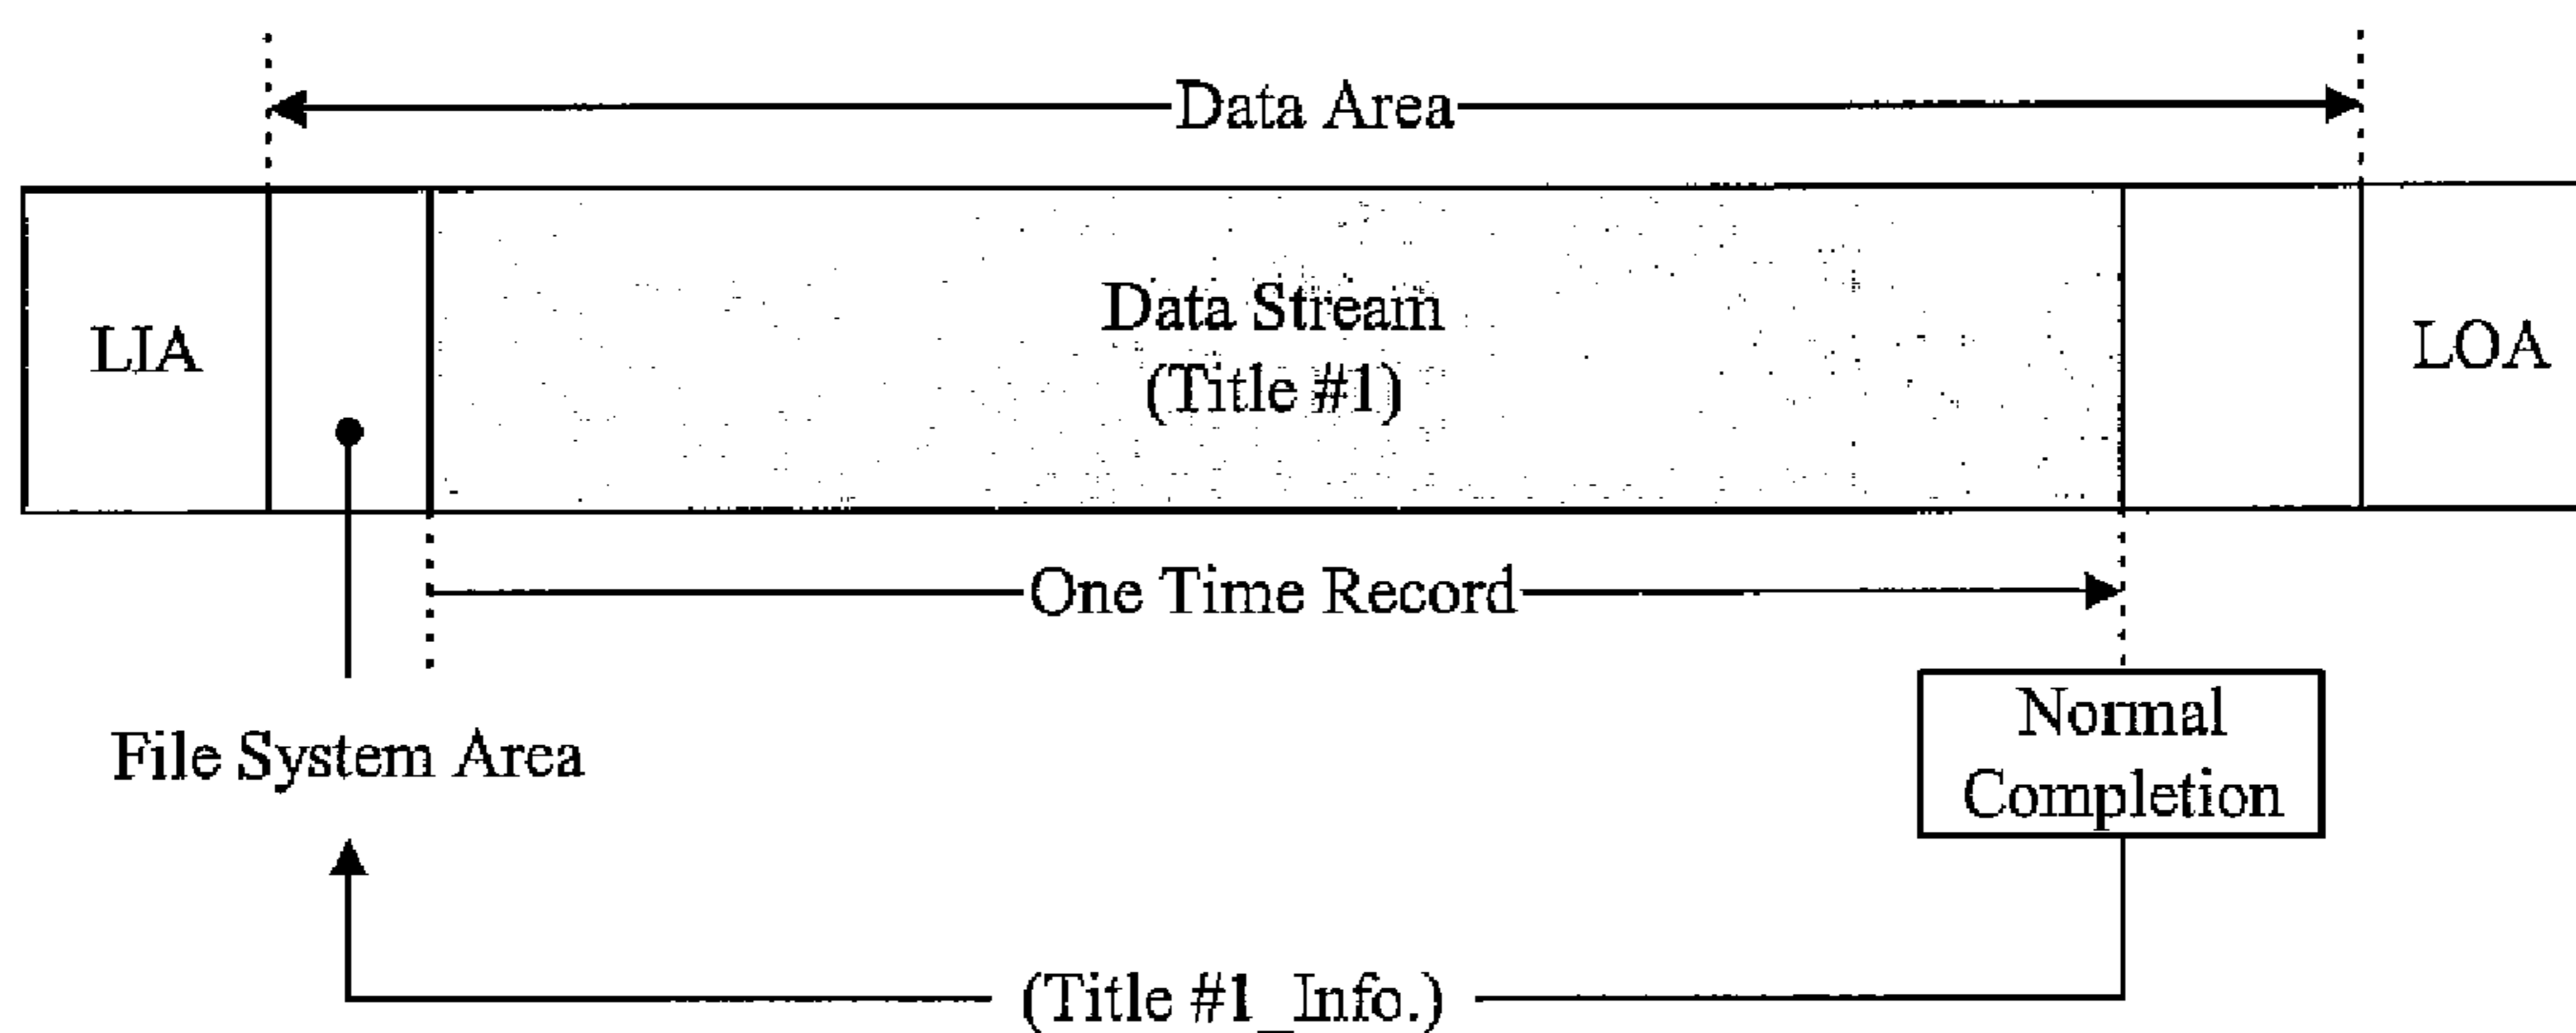 Data Area
LIA
Data Stream
(Title #1)
LOA
One Time Record
File System Area
Normal
Completion
(Title #1_Info.)